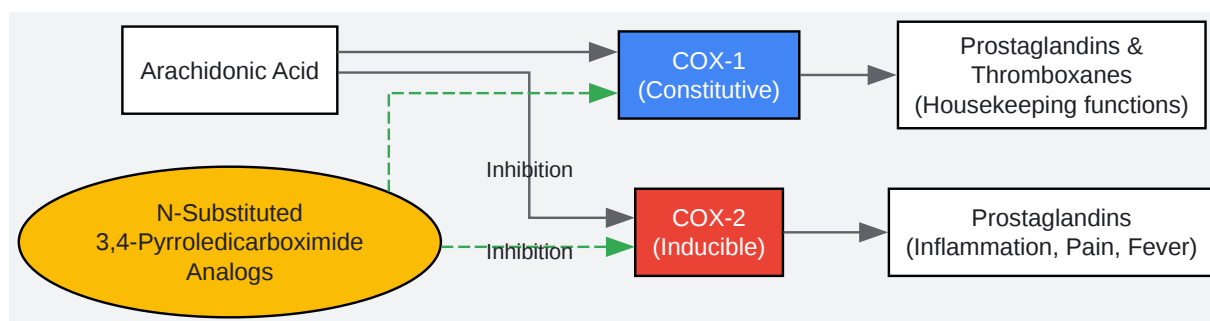 Arachidonic Acid
COX-1
(Constitutive)
Prostaglandins &
Thromboxanes
(Housekeeping functions)
Inhibition
N-Substituted
3,4-Pyrroledicarboximide
Analogs
Inhibition
COX-2
(Inducible)
Prostaglandins
(Inflammation, Pain, Fever)